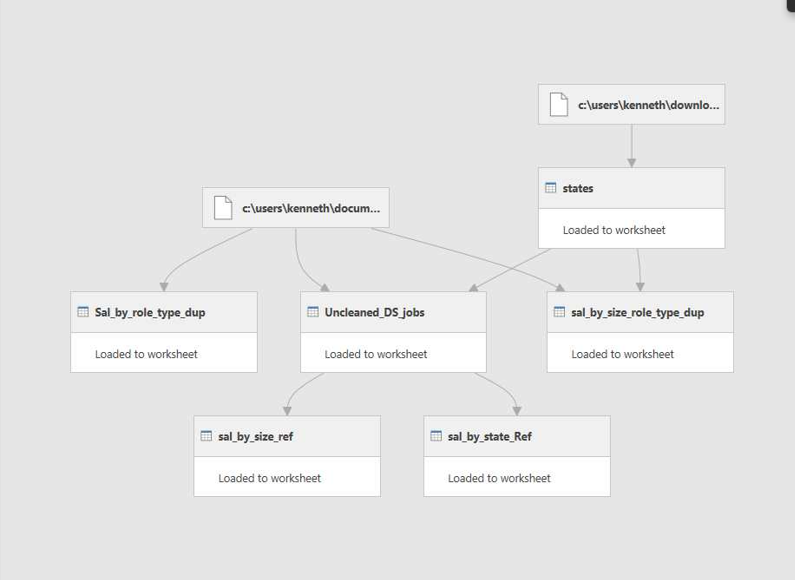 c:\users\kenneth\downlo...
states
Loaded to worksheet
c:\users\kenneth\docum...
Sal_by_role_type_dup
Loaded to worksheet
Uncleaned_DS_jobs
Loaded to worksheet
sal_by_size_role_type_dup
Loaded to worksheet
sal_by_size_ref
Loaded to worksheet
sal_by_state_Ref
Loaded to worksheet